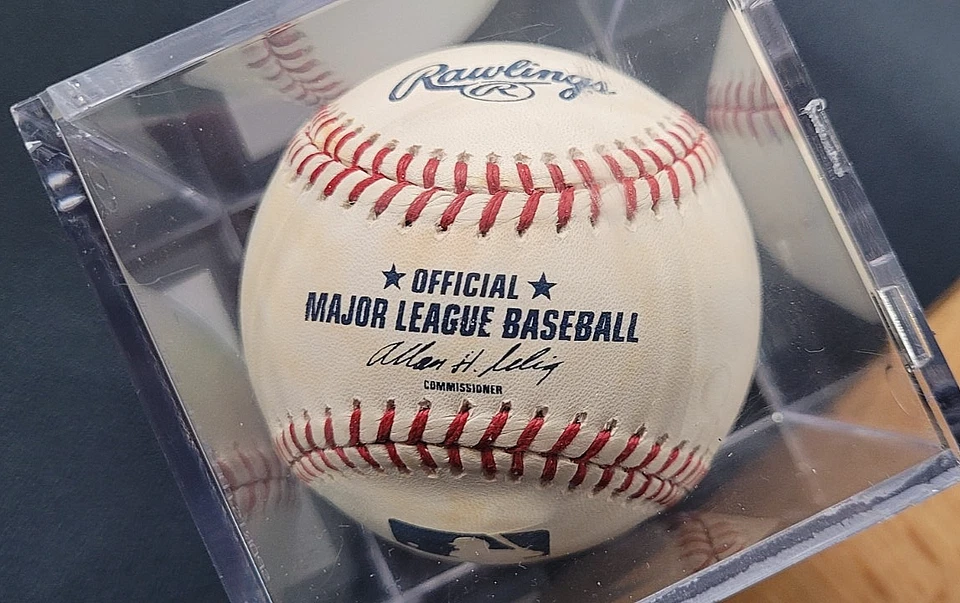 Rawlings
R
★ OFFICIAL ★
MAJOR LEAGUE BASEBALL
Allan H. Selig
COMMISSIONER